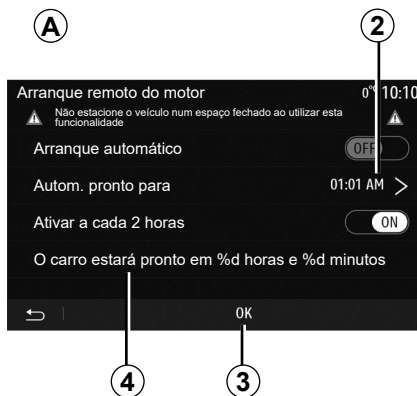 A
2
Arranque remoto do motor 0° 10:10
Não estacione o veículo num espaço fechado ao utilizar esta
funcionalidade
Arranque automático OFF
Autom. pronto para 01:01 AM >
Ativar a cada 2 horas ON
O carro estará pronto em %d horas e %d minutos
OK
4
3